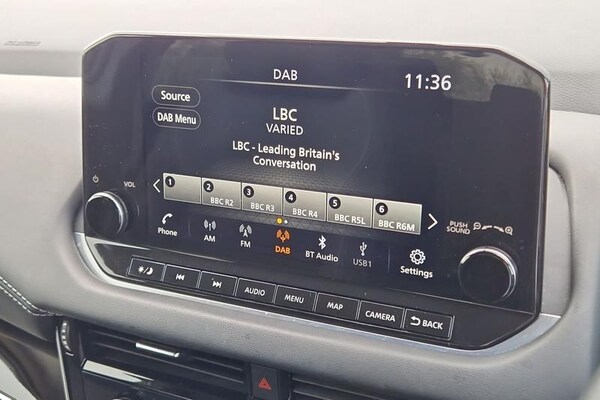 DAB
11:36
Source
DAB Menu
LBC
VARIED
LBC - Leading Britain's
Conversation
1
2
BBC R2
3
BBC R3
4
BBC R4
5
BBC R5L
6
BBC R6M
VOL
PUSH
SOUND
Phone
AM
FM
DAB
BT Audio
USB1
Settings
AUDIO
MENU
MAP
CAMERA
BACK